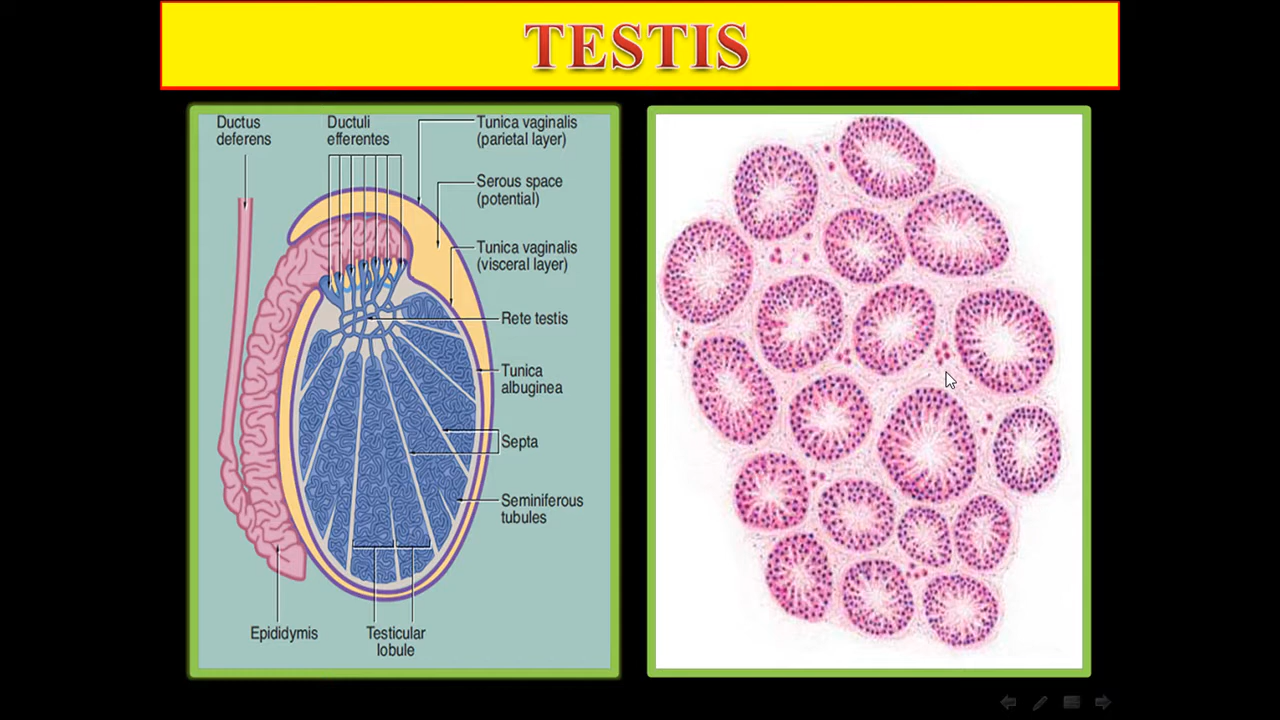 TESTIS
Ductus
deferens
Ductuli
efferentes
Tunica vaginalis
(parietal layer)
Serous space
(potential)
Tunica vaginalis
(visceral layer)
Rete testis
Tunica
albuginea
Septa
Seminiferous
tubules
Epididymis
Testicular
lobule